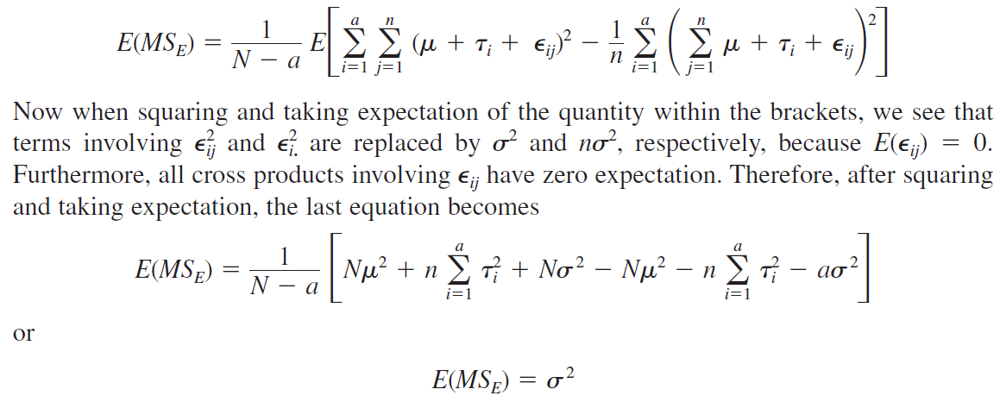 E(MS_E) = \frac{1}{N - a} E\left[ \sum_{i=1}^{a} \sum_{j=1}^{n} (\mu + \tau_i + \epsilon_{ij})^2 - \frac{1}{n} \sum_{i=1}^{a} \left( \sum_{j=1}^{n} \mu + \tau_i + \epsilon_{ij} \right)^2 \right]
Now when squaring and taking expectation of the quantity within the brackets, we see that
terms involving \epsilon_{ij}^2 and \epsilon_{i.}^2 are replaced by \sigma^2 and n\sigma^2, respectively, because E(\epsilon_{ij}) = 0.
Furthermore, all cross products involving \epsilon_{ij} have zero expectation. Therefore, after squaring
and taking expectation, the last equation becomes
E(MS_E) = \frac{1}{N - a} \left[ N\mu^2 + n \sum_{i=1}^{a} \tau_i^2 + N\sigma^2 - N\mu^2 - n \sum_{i=1}^{a} \tau_i^2 - a\sigma^2 \right]
or
E(MS_E) = \sigma^2